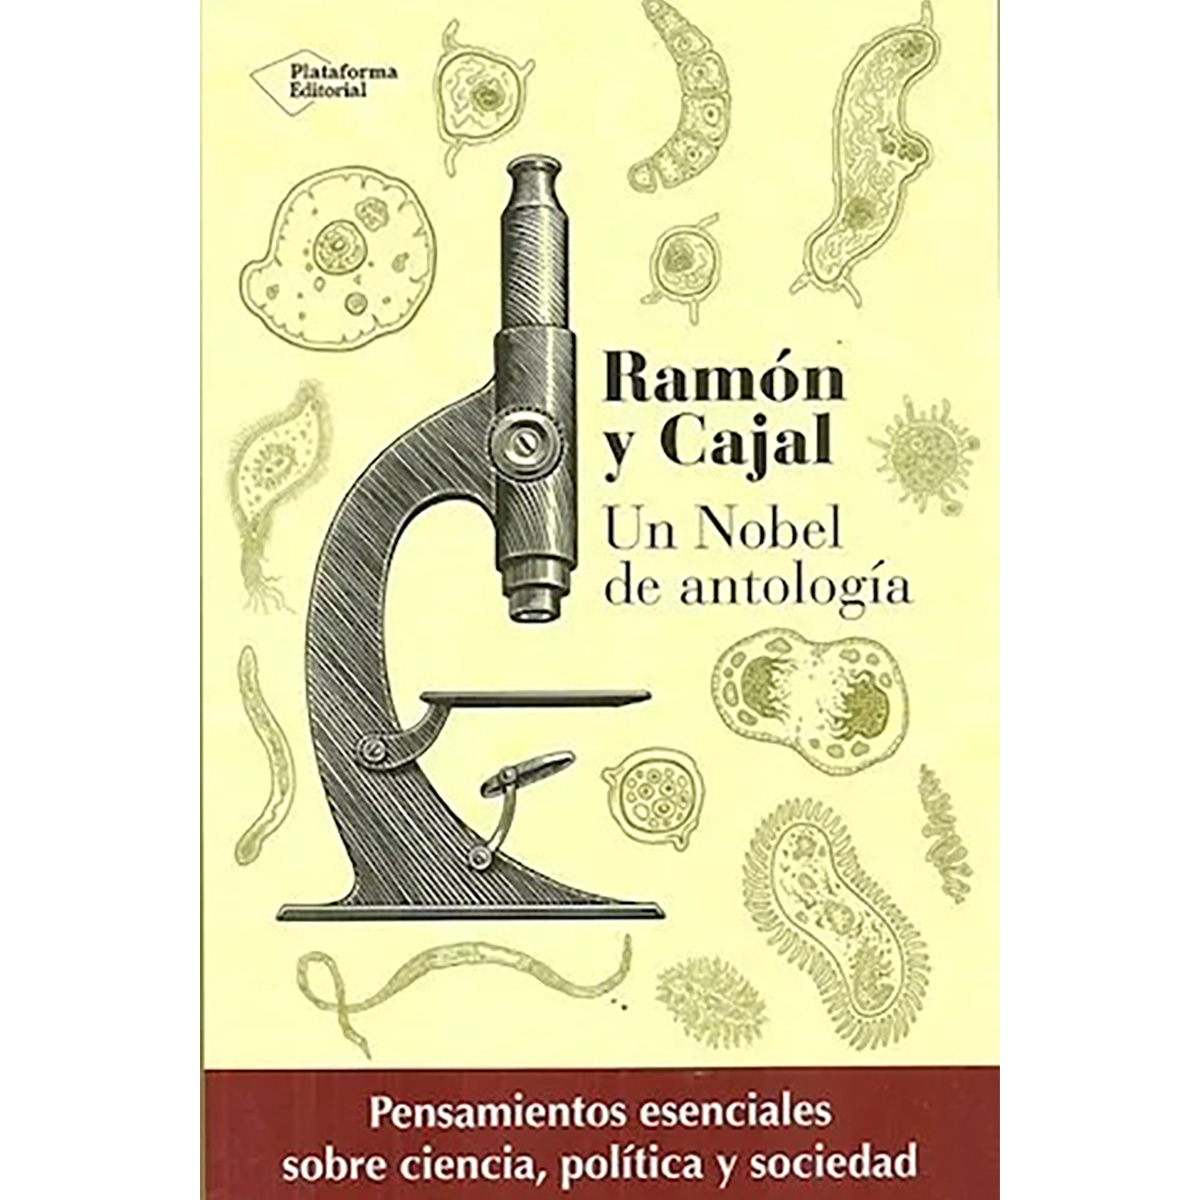 Plataforma
Editorial
Ramón
y Cajal
Un Nobel
de antología
Pensamientos esenciales
sobre ciencia, política y sociedad